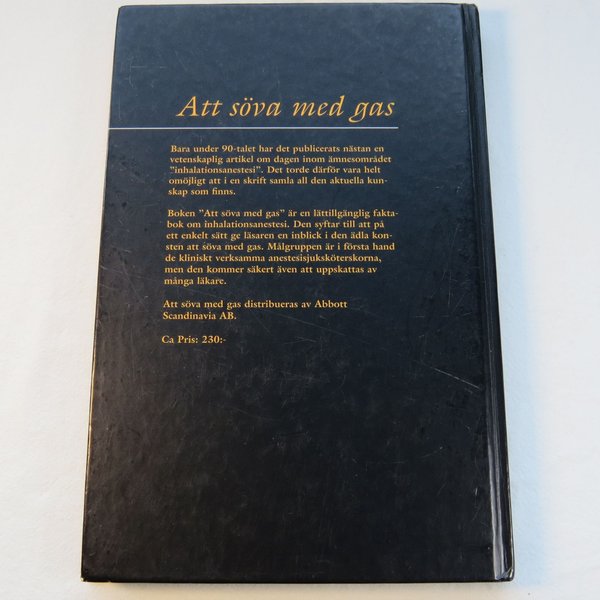 Att söva med gas
Bara under 90-talet har det publicerats nästan en
vetenskaplig artikel om dagen inom ämnesområdet
"inhalationsanestesi". Det torde därför vara helt
omöjligt att i en skrift samla all den aktuella kun-
skap som finns.
Boken "Att söva med gas" är en lättillgänglig fakta-
bok om inhalationsanestesi. Den syftar till att på
ett enkelt sätt ge läsaren en inblick i den ädla kon-
sten att söva med gas. Målgruppen är i första hand
de kliniskt verksamma anestesisjuksköterskorna,
men den kommer säkert även att uppskattas av
många läkare.
Att söva med gas distribueras av Abbott
Scandinavia AB.
Ca Pris: 230:-